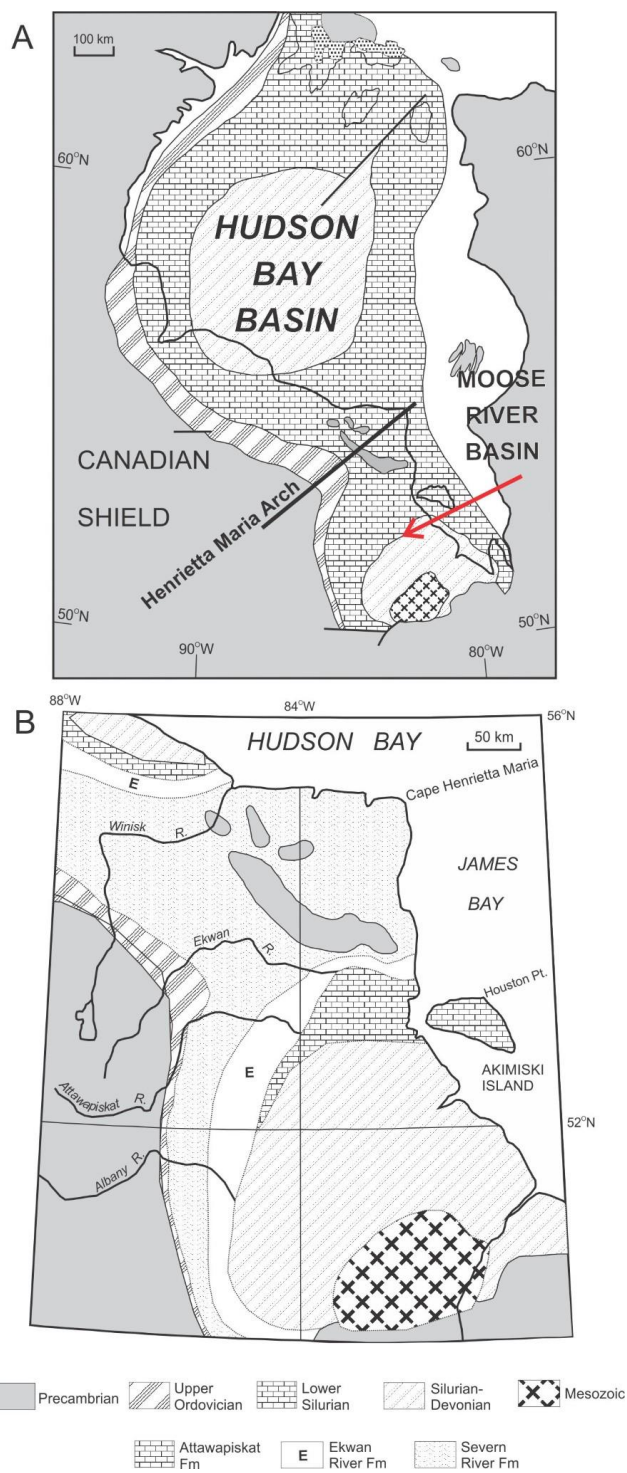 A
100 km
60°N
60°N
HUDSON
BAY
BASIN
MOOSE
RIVER
BASIN
CANADIAN
SHIELD
Henrietta Maria Arch
50°N
50°N
90°W
80°W
B
88°W
84°W
56°N
HUDSON BAY
50 km
Cape Henrietta Maria
E
Winisk R.
JAMES
BAY
Ekwan R.
Houston Pt.
AKIMISKI
ISLAND
E
Attawapiskat R.
52°N
Albany R.
Precambrian
Upper
Ordovician
Lower
Silurian
Silurian-
Devonian
Mesozoic
Attawapiskat
Fm
E
Ekwan
River Fm
Severn
River Fm